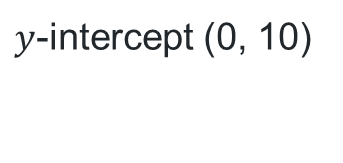 y-intercept (0, 10)